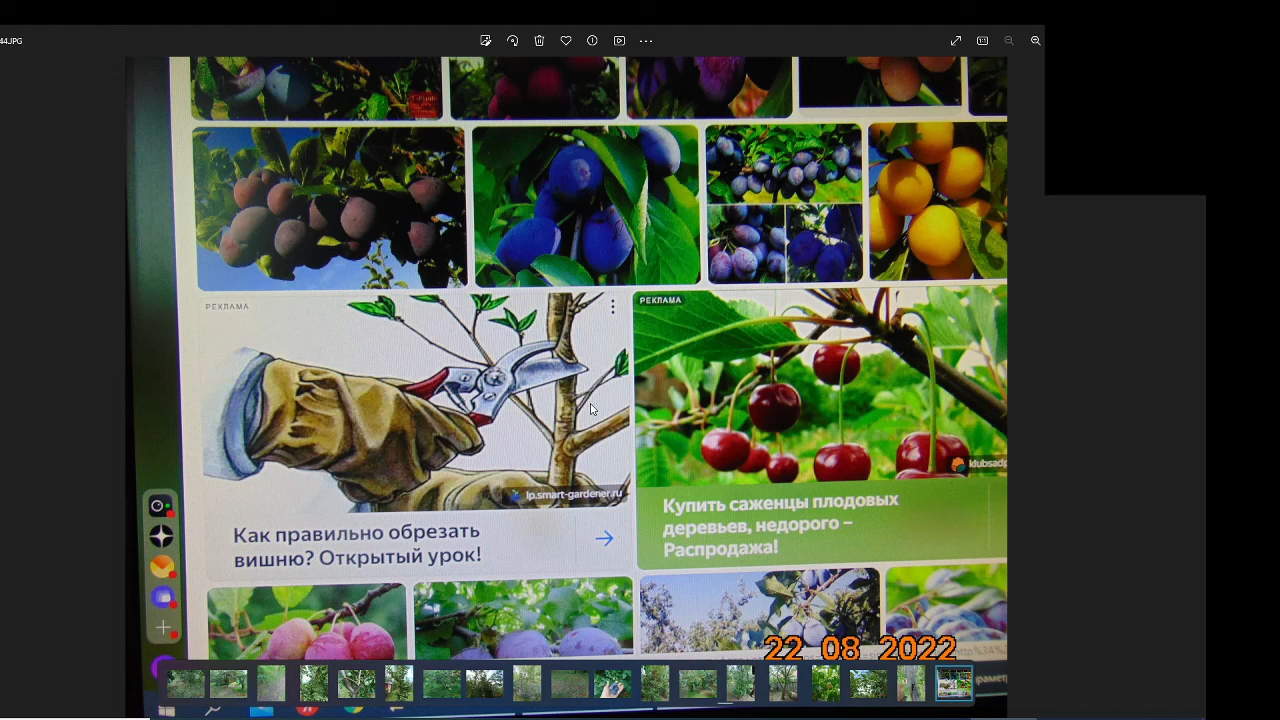 44.JPG
РЕКЛАМА
РЕКЛАМА
lp.smart-gardener.ru
klubsadp
Как правильно обрезать
вишню? Открытый урок!
Купить саженцы плодовых
деревьев, недорого –
Распродажа!
22 08 2022